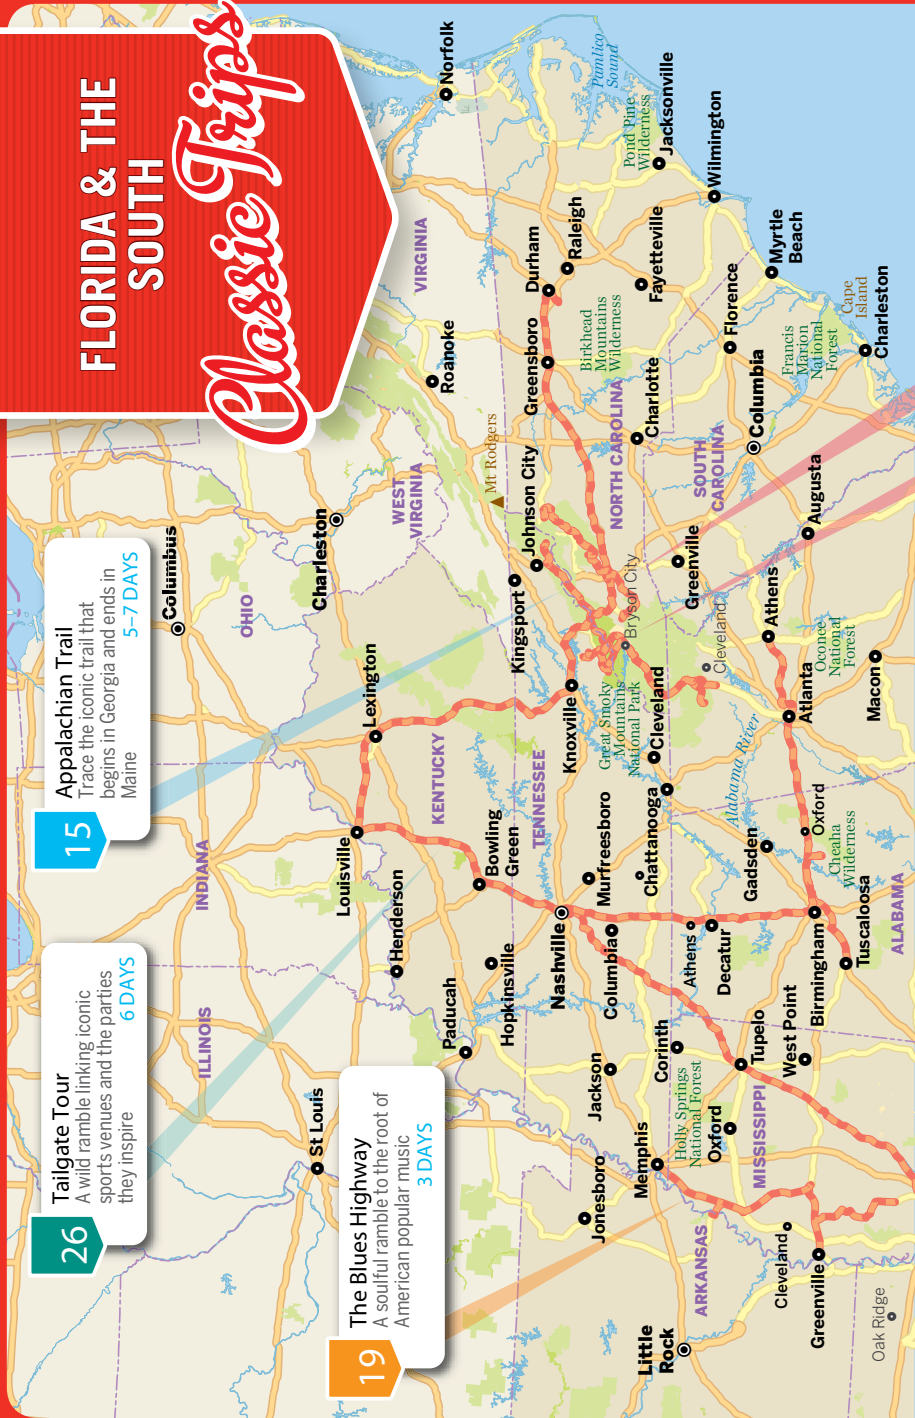 FLORIDA & THE
SOUTH
Classic Trips
26
Tailgate Tour
A wild ramble linking iconic
sports venues and the parties
they inspire
6 DAYS
15
Appalachian Trail
Trace the iconic trail that
begins in Georgia and ends in
Maine
5–7 DAYS
19
The Blues Highway
A soulful ramble to the root of
American popular music
3 DAYS
Columbus
OHIO
INDIANA
ILLINOIS
St Louis
Charleston
WEST
VIRGINIA
VIRGINIA
Norfolk
Roanoke
Mt Rodgers
Lexington
Louisville
KENTUCKY
Henderson
Paducah
Hopkinsville
Bowling
Green
Nashville
TENNESSEE
Kingsport
Johnson City
Knoxville
Great Smoky
Mountains
National Park
Bryson City
Greensboro
Durham
Raleigh
Pamlico
Sound
Pond Pine
Wilderness
Jacksonville
Wilmington
Fayetteville
Birkhead
Mountains
Wilderness
NORTH CAROLINA
Charlotte
SOUTH
CAROLINA
Florence
Myrtle
Beach
Columbia
Francis
Marion
National
Forest
Cape
Island
Charleston
Greenville
Augusta
Cleveland
Cleveland
Athens
Oconee
National
Forest
Atlanta
Macon
Murfreesboro
Chattanooga
Alabama River
Gadsden
Oxford
Cheaha
Wilderness
ALABAMA
Tuscaloosa
Birmingham
Columbia
Athens
Decatur
Jackson
Corinth
Tupelo
West Point
Jonesboro
Memphis
Holly Springs
National Forest
Oxford
MISSISSIPPI
Little
Rock
ARKANSAS
Cleveland
Greenville
Oak Ridge